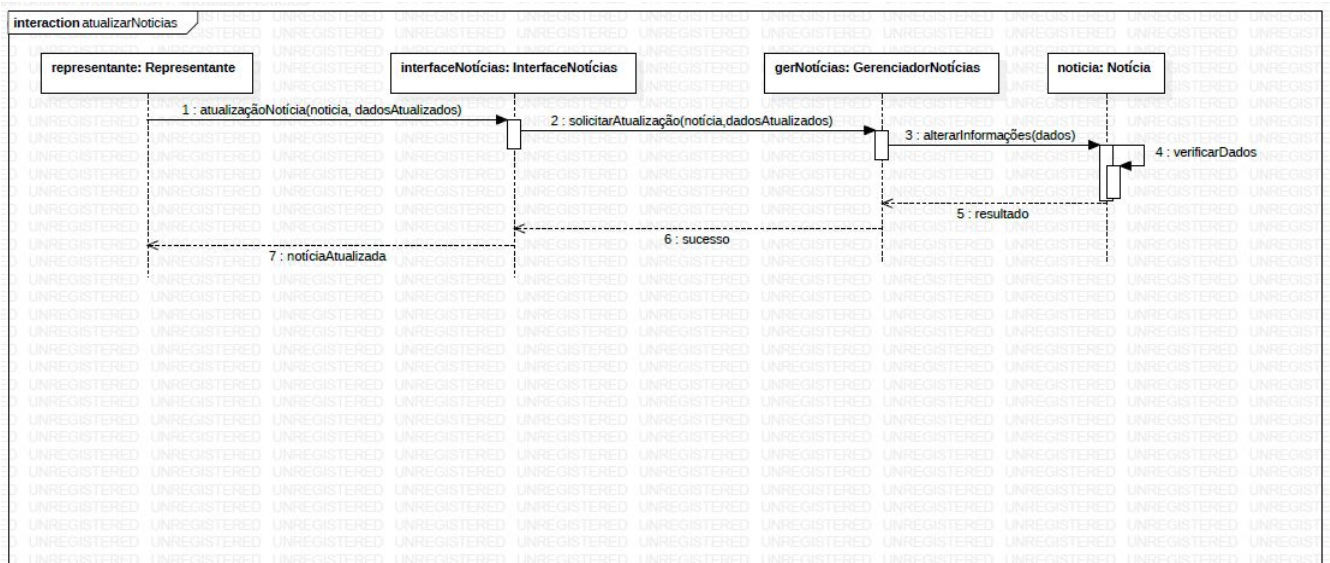 interaction atualizarNoticias
representante: Representante
interfaceNotícias: InterfaceNotícias
gerNotícias: GerenciadorNotícias
noticia: Notícia
1 : atualizaçãoNotícia(noticia, dadosAtualizados)
2 : solicitarAtualização(notícia,dadosAtualizados)
3 : alterarInformações(dados)
4 : verificarDados
5 : resultado
6 : sucesso
7 : notíciaAtualizada
UNREGISTERED